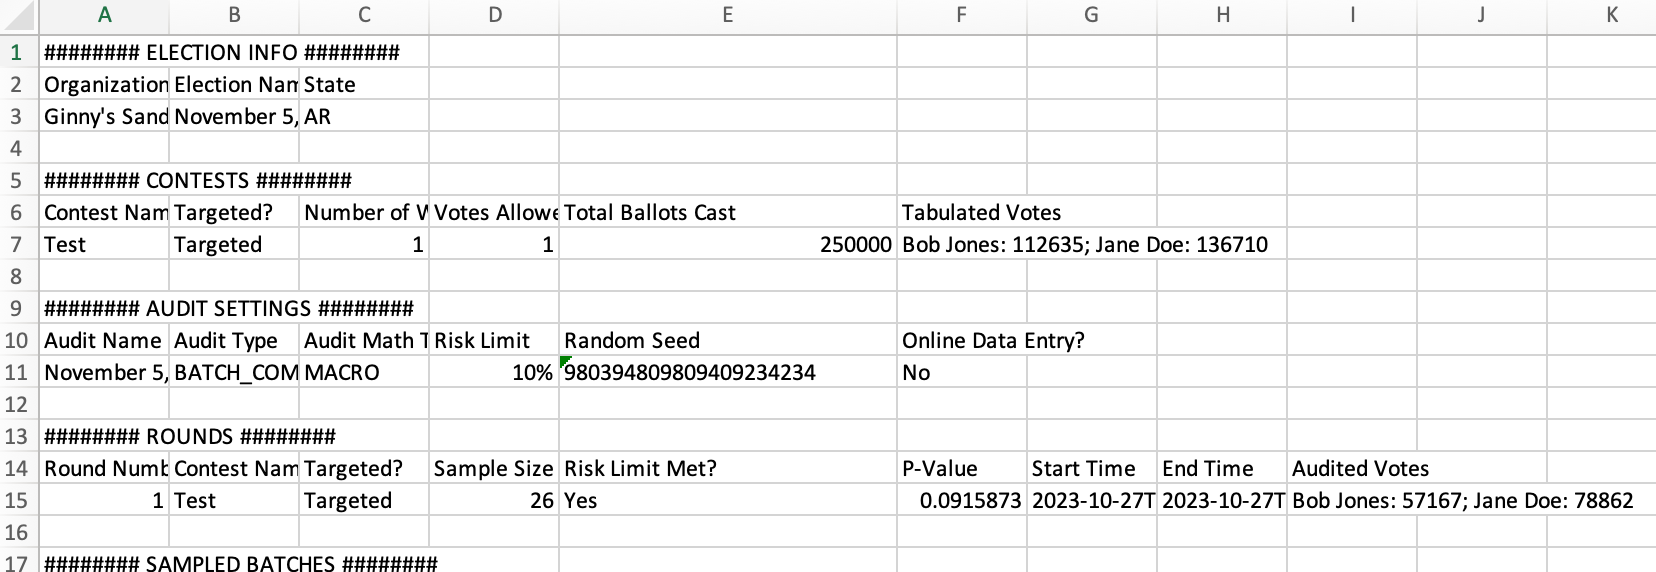 A B C D E F G H I J K
1 ######## ELECTION INFO ########
2 Organization Election Nam State
3 Ginny's Sand November 5, AR
4
5 ######## CONTESTS ########
6 Contest Nam Targeted? Number of W Votes Allowe Total Ballots Cast Tabulated Votes
7 Test Targeted 1 1 250000 Bob Jones: 112635; Jane Doe: 136710
8
9 ######## AUDIT SETTINGS ########
10 Audit Name Audit Type Audit Math T Risk Limit Random Seed Online Data Entry?
11 November 5, BATCH_COM MACRO 10% 980394809809409234234 No
12
13 ######## ROUNDS ########
14 Round Numb Contest Nam Targeted? Sample Size Risk Limit Met? P-Value Start Time End Time Audited Votes
15 1 Test Targeted 26 Yes 0.0915873 2023-10-27T 2023-10-27T Bob Jones: 57167; Jane Doe: 78862
16
17 ######## SAMPLED BATCHES ########